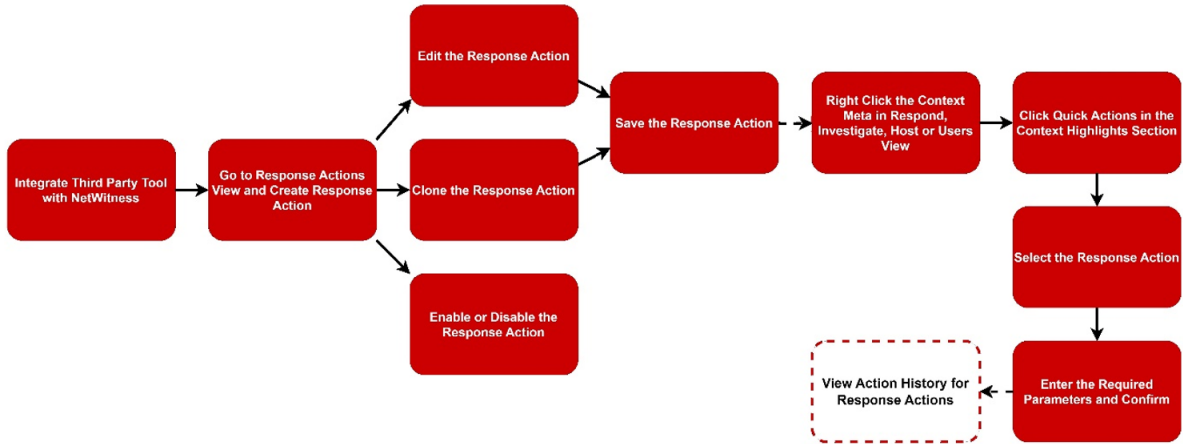 Integrate Third Party Tool
with NetWitness
Go to Response Actions
View and Create Response
Action
Edit the Response Action
Clone the Response Action
Enable or Disable the
Response Action
Save the Response Action
Right Click the Context
Meta in Respond,
Investigate, Host or Users
View
Click Quick Actions in the
Context Highlights Section
Select the Response Action
Enter the Required
Parameters and Confirm
View Action History for
Response Actions